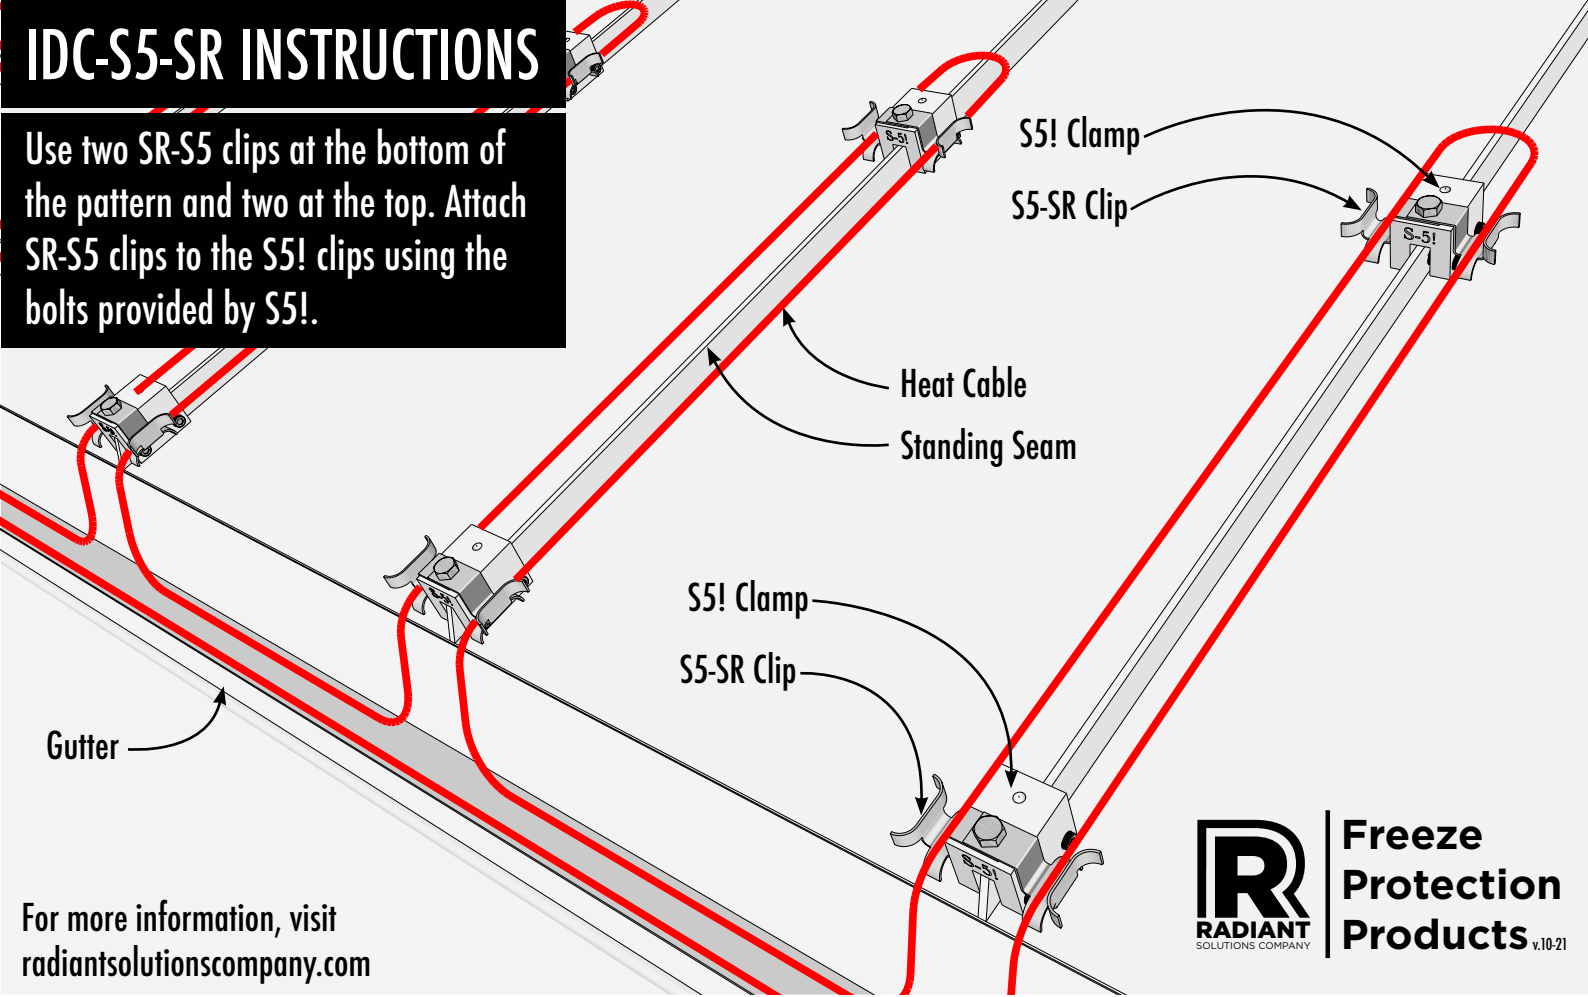 IDC-S5-SR INSTRUCTIONS
Use two SR-S5 clips at the bottom of
the pattern and two at the top. Attach
SR-S5 clips to the S5! clips using the
bolts provided by S5!.
S-5!
S5! Clamp
S5-SR Clip
S-5!
Heat Cable
Standing Seam
S5! Clamp
S5-SR Clip
S-5!
Gutter
For more information, visit
radiantsolutionscompany.com
R
RADIANT
SOLUTIONS COMPANY
Freeze
Protection
Products v.10-21